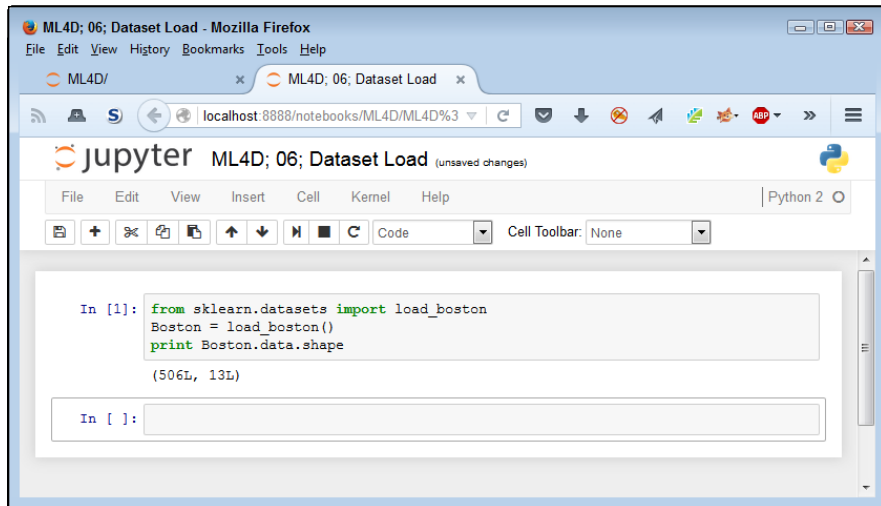 ML4D; 06; Dataset Load - Mozilla Firefox
File Edit View History Bookmarks Tools Help
ML4D/ × ML4D; 06; Dataset Load ×
S) localhost:8888/notebooks/ML4D/ML4D%3 ABP »
jupyter ML4D; 06; Dataset Load (unsaved changes)
File Edit View Insert Cell Kernel Help Python 2
Code Cell Toolbar: None
In [1]: from sklearn.datasets import load_boston
Boston = load_boston()
print Boston.data.shape
(506L, 13L)
In [ ]: